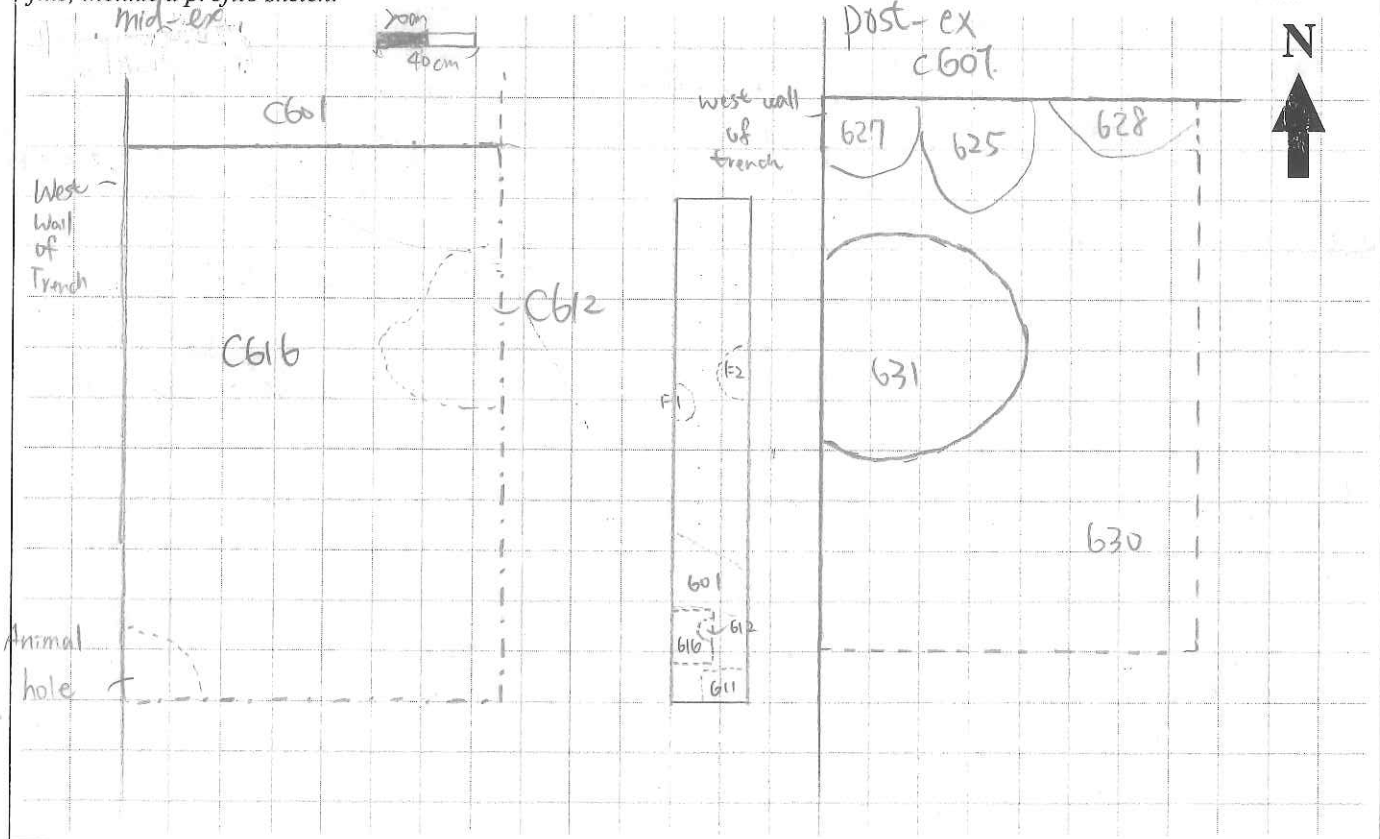 mid-ex.
20cm
40cm
C601
West
Wall
of
Trench
C612
C616
Animal
hole
F1
F2
601
612
616
611
post-ex
C607.
west wall
of
trench
627
625
628
631
630
N